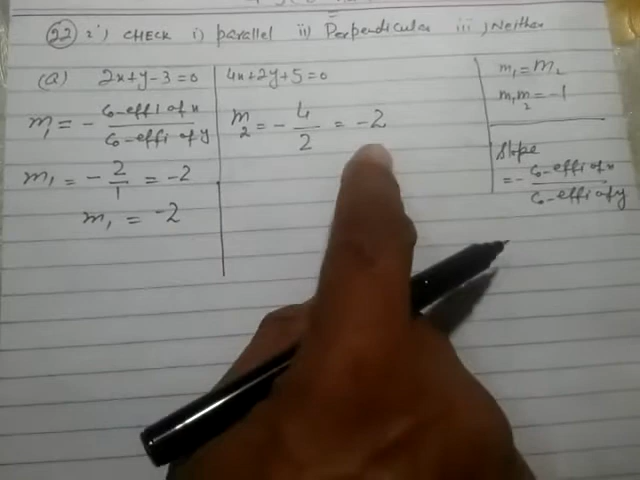 22 i) CHECK i) parallel ii) Perpendicular iii) Neither
(a) 2x+y-3=0
m₁ = - Co-effi of x / Co-effi of y
m₁ = - 2/1 = -2
m₁ = -2
4x+2y+5=0
m₂ = - 4/2 = -2
m₁ = m₂
m₁m₂ = -1
Slope
= - Co-effi of x / Co-effi of y